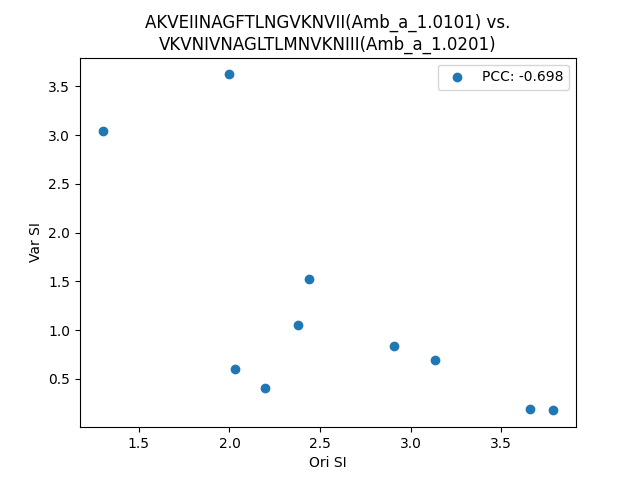 AKVEIINAGFTLNGVKNVII(Amb_a_1.0101) vs.
VKVNIVNAGLTLMNVKNIII(Amb_a_1.0201)
PCC: -0.698
3.5
3.0
2.5
2.0
1.5
1.0
0.5
Var SI
1.5 2.0 2.5 3.0 3.5
Ori SI